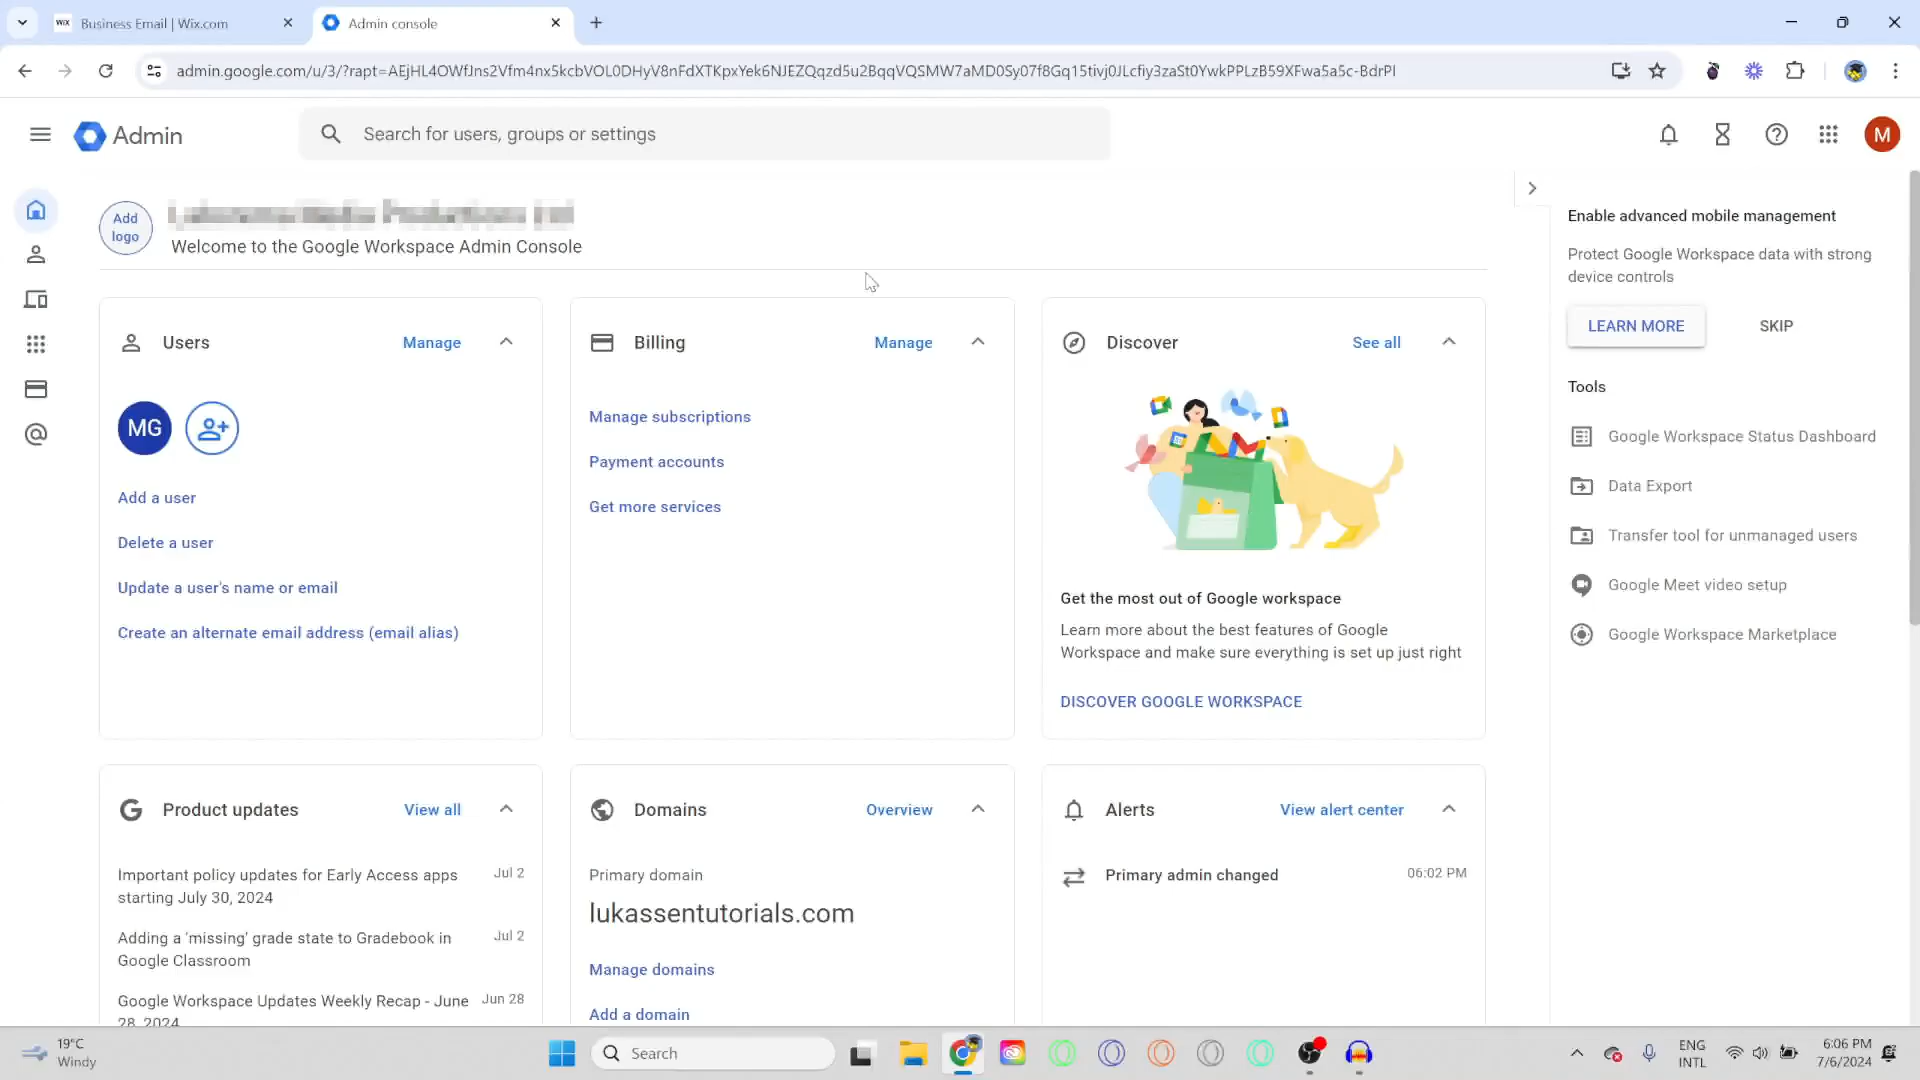 WiX
Business Email | Wix.com
Admin console
admin.google.com/u/3/?rapt=AEjHL4OWfJns2Vfm4nx5kcbVOL0DHyV8nFdXTKpxYek6NJEZQqzd5u2BqqVQSMW7aMD0Sy07f8Gq15tivj0JLcfiy3zaSt0YwkPPLzB59XFwa5a5c-BdrPI
Admin
Search for users, groups or settings
M
Add
logo
Welcome to the Google Workspace Admin Console
Users
Manage
MG
Add a user
Delete a user
Update a user's name or email
Create an alternate email address (email alias)
Billing
Manage
Manage subscriptions
Payment accounts
Get more services
Discover
See all
Get the most out of Google workspace
Learn more about the best features of Google
Workspace and make sure everything is set up just right
DISCOVER GOOGLE WORKSPACE
Enable advanced mobile management
Protect Google Workspace data with strong
device controls
LEARN MORE
SKIP
Tools
Google Workspace Status Dashboard
Data Export
Transfer tool for unmanaged users
Google Meet video setup
Google Workspace Marketplace
Product updates
View all
Important policy updates for Early Access apps
starting July 30, 2024
Jul 2
Adding a 'missing' grade state to Gradebook in
Google Classroom
Jul 2
Google Workspace Updates Weekly Recap - June
28, 2024
Jun 28
Domains
Overview
Primary domain
lukassentutorials.com
Manage domains
Add a domain
Alerts
View alert center
Primary admin changed
06:02 PM
19°C
Windy
Search
ENG
INTL
6:06 PM
7/6/2024